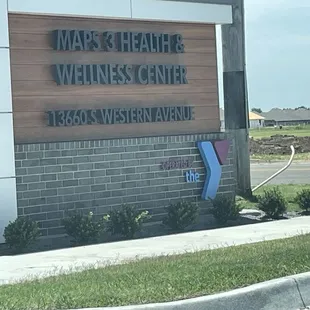 MAPS 3 HEALTH &
WELLNESS CENTER
13660 S WESTERN AVENUE
the